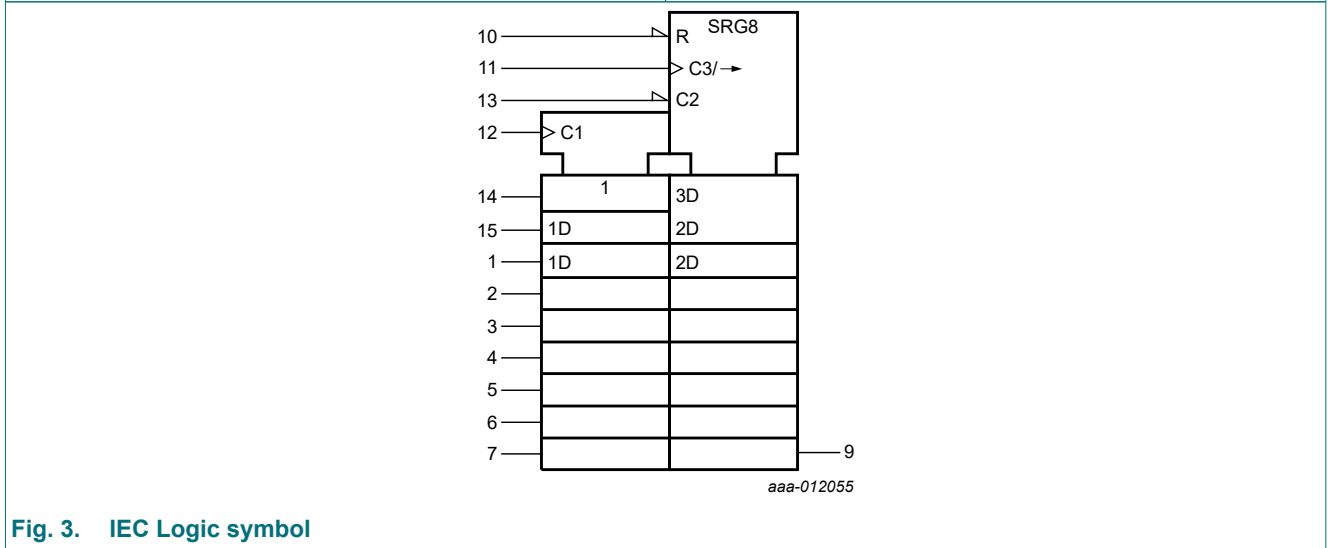 SRG8
10 R
11 C3/→
13 C2
12 C1
14 1 3D
15 1D 2D
1 1D 2D
2
3
4
5
6
7 9
aaa-012055
Fig. 3. IEC Logic symbol